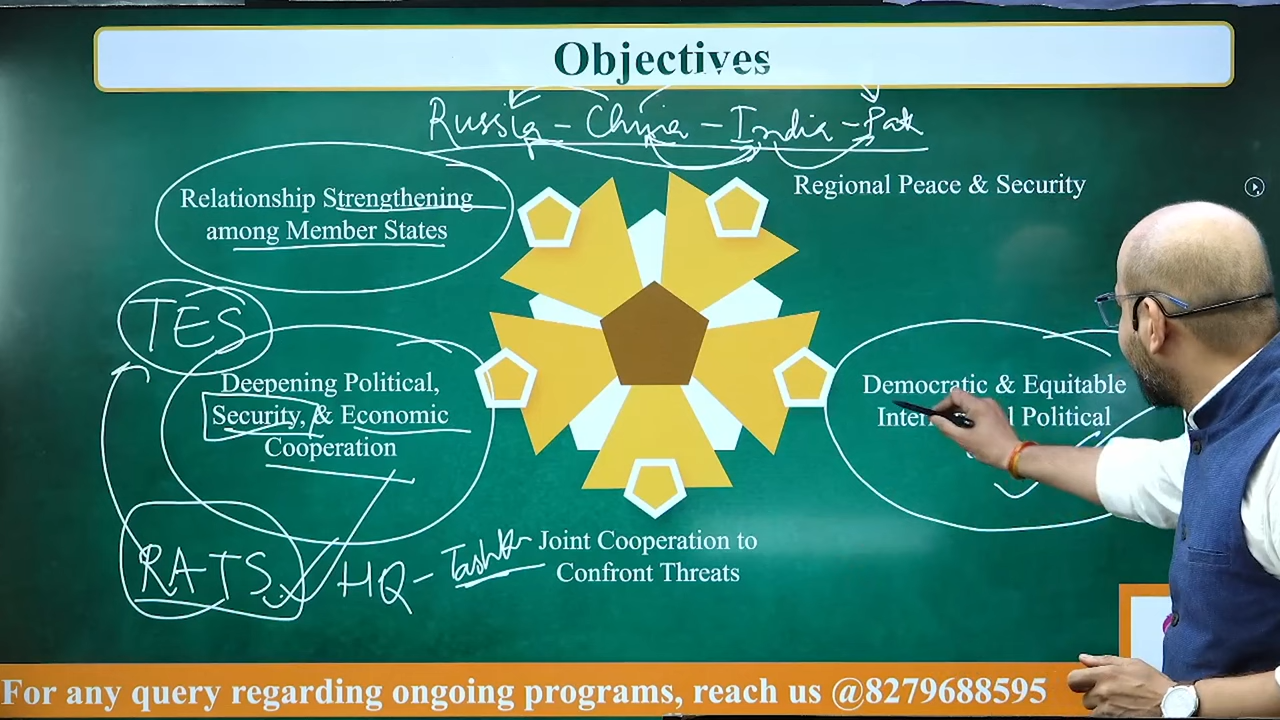 Objectives
Russia - China - India - Pak
Relationship Strengthening
among Member States
Regional Peace & Security
TES
Deepening Political,
Security, & Economic
Cooperation
Democratic & Equitable
Political
RATS
HQ -
Joint Cooperation to
Confront Threats
For any query regarding ongoing programs, reach us @8279688595